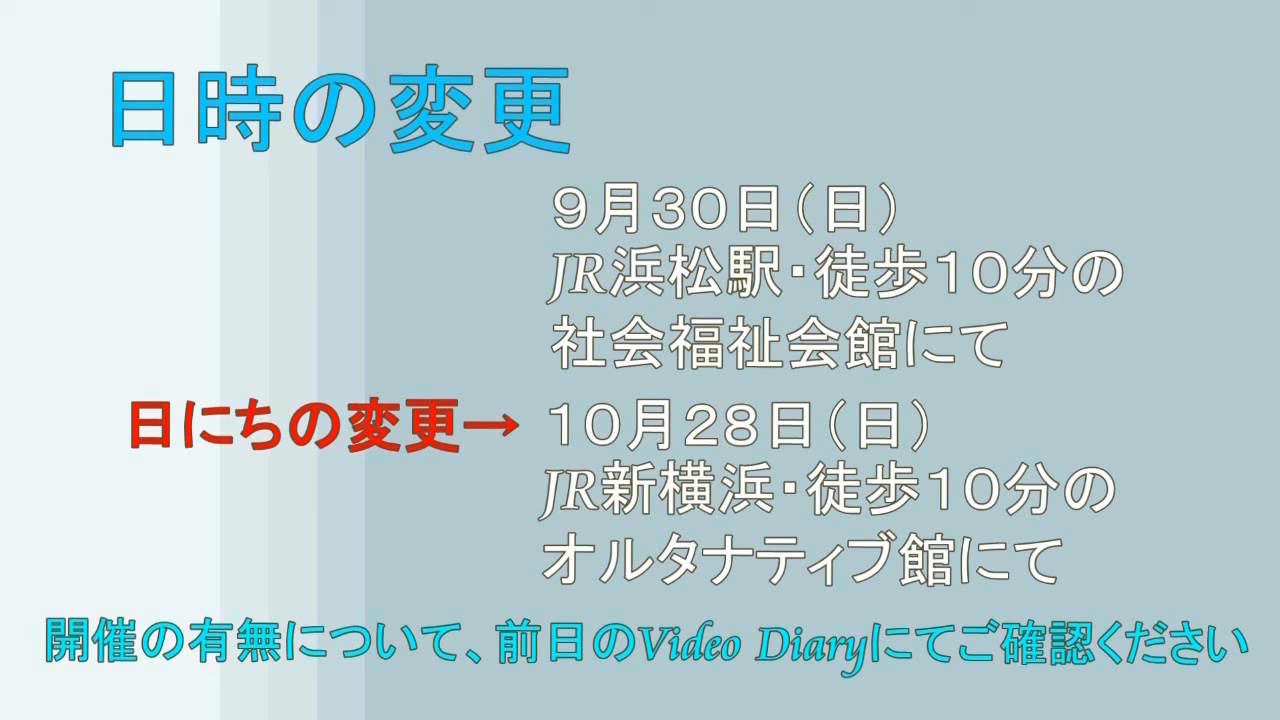 日時の変更
９月３０日（日）
JR浜松駅・徒歩１０分の
社会福祉会館にて
日にちの変更→ １０月２８日（日）
JR新横浜・徒歩１０分の
オルタナティブ館にて
開催の有無について、前日のVideo Diaryにてご確認ください